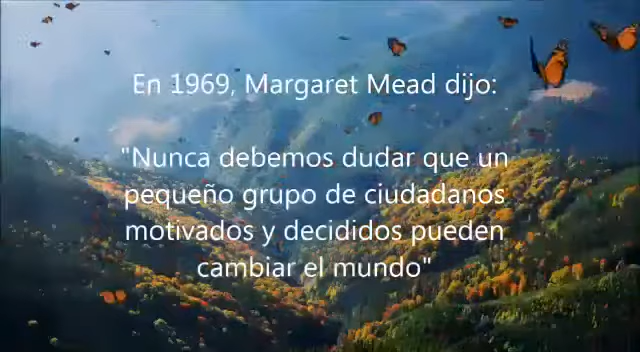 En 1969, Margaret Mead dijo:
"Nunca debemos dudar que un
pequeño grupo de ciudadanos
motivados y decididos pueden
cambiar el mundo"